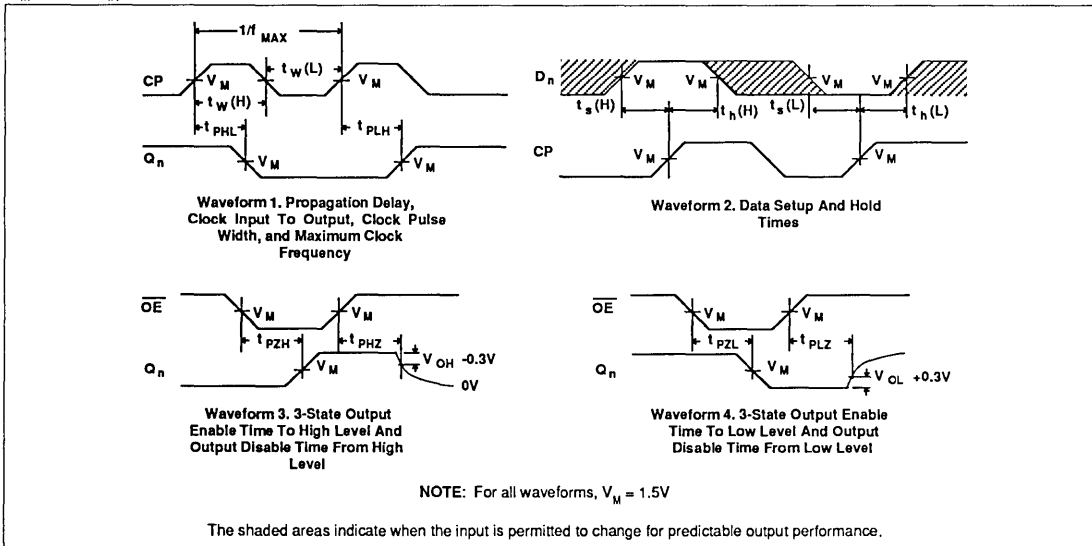 1/f MAX
CP
V M
t W (L)
V M
V M
t W (H)
t PHL
t PLH
Q n
V M
V M
Waveform 1. Propagation Delay,
Clock Input To Output, Clock Pulse
Width, and Maximum Clock
Frequency
D n
V M
V M
V M
V M
t s (H)
t h (H)
t s (L)
t h (L)
CP
V M
V M
Waveform 2. Data Setup And Hold
Times
OE
V M
V M
t PZH
t PHZ
Q n
V M
V OH -0.3V
0V
Waveform 3. 3-State Output
Enable Time To High Level And
Output Disable Time From High
Level
OE
V M
V M
t PZL
t PLZ
Q n
V M
V OL +0.3V
Waveform 4. 3-State Output Enable
Time To Low Level And Output
Disable Time From Low Level
NOTE: For all waveforms, V M = 1.5V
The shaded areas indicate when the input is permitted to change for predictable output performance.